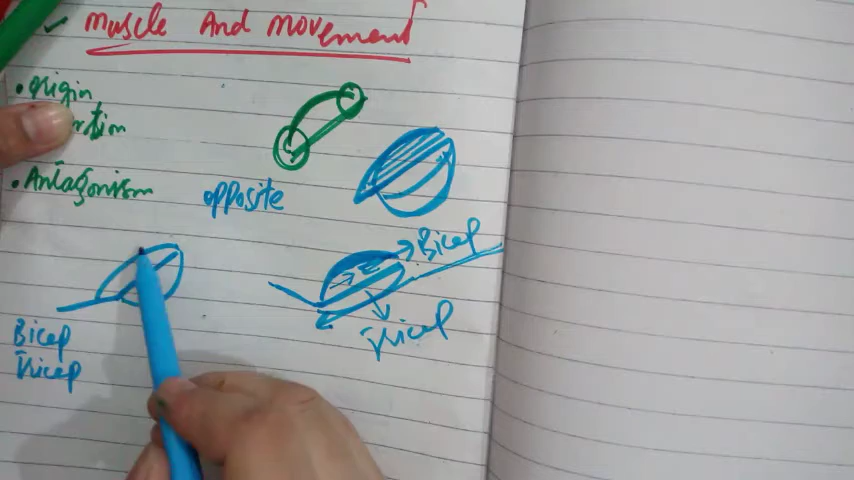 Muscle And Movement
• origin
• Antagonism
opposite
Bicep
Tricep
Bicep
Tricep